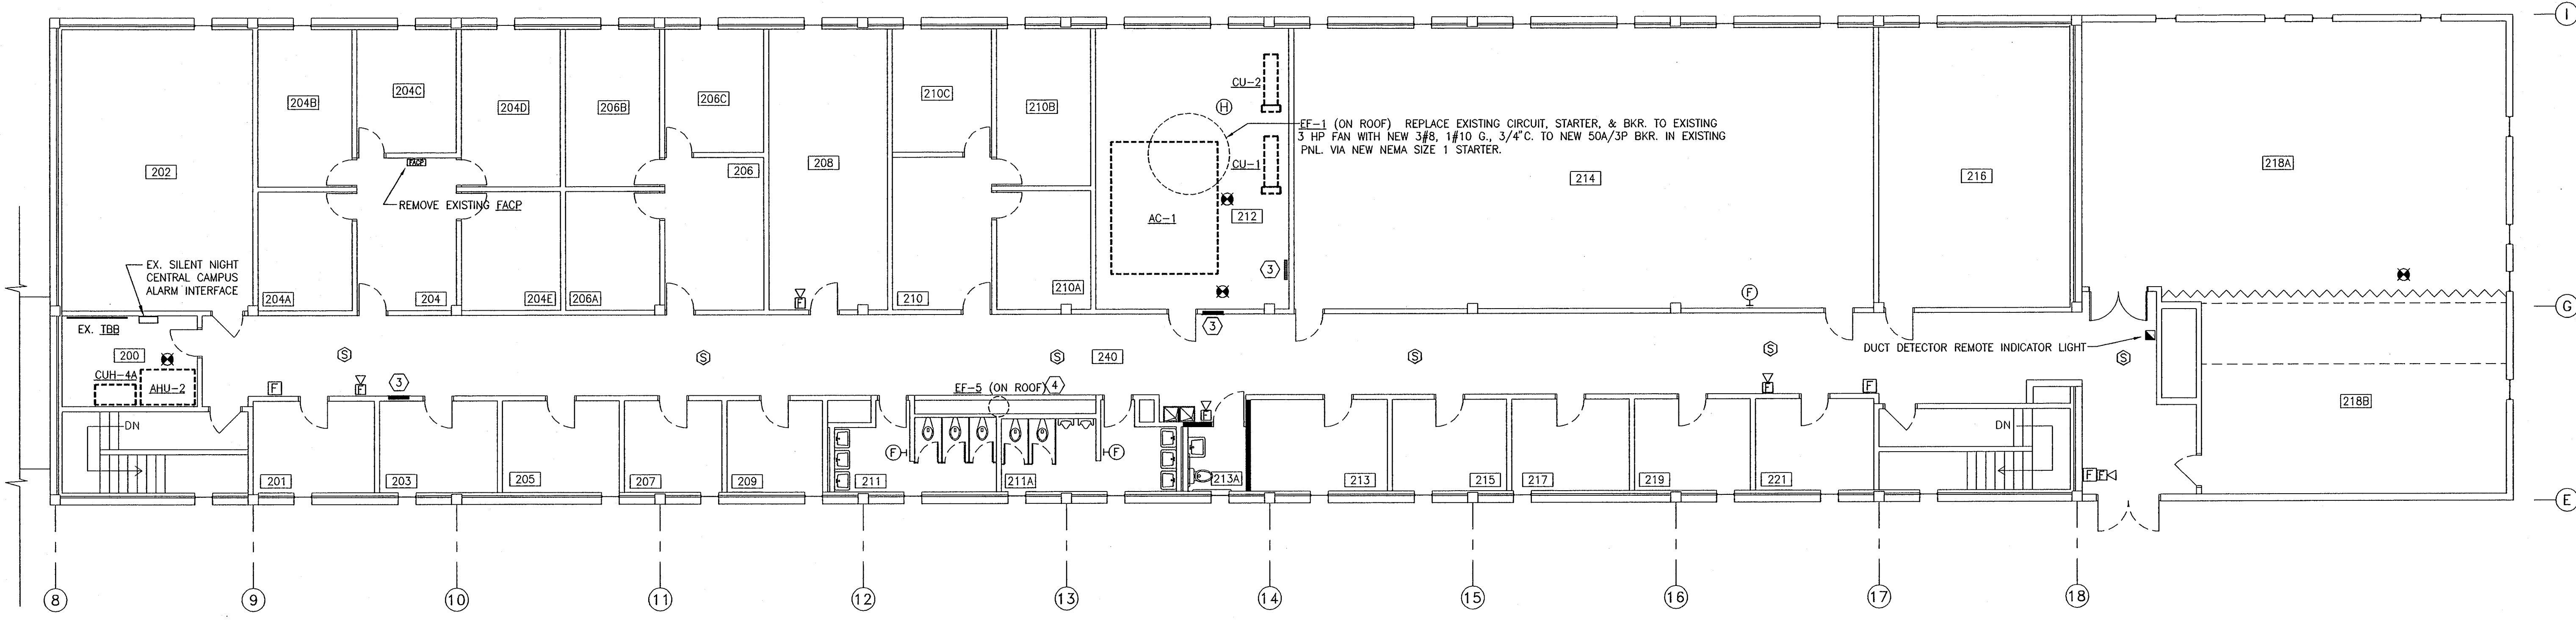 I
204B
204C
204D
206B
206C
210C
210B
CU-2
H
EF-1 (ON ROOF) REPLACE EXISTING CIRCUIT, STARTER, & BKR. TO EXISTING
3 HP FAN WITH NEW 3#8, 1#10 G., 3/4"C. TO NEW 50A/3P BKR. IN EXISTING
PNL. VIA NEW NEMA SIZE 1 STARTER.
FACP
202
206
208
CU-1
214
216
218A
REMOVE EXISTING FACP
AC-1
212
EX. SILENT NIGHT
CENTRAL CAMPUS
ALARM INTERFACE
3
204A
204
204E
206A
F
210
210A
F
G
EX. TBB
3
200
S
S
S
240
S
S
DUCT DETECTOR REMOTE INDICATOR LIGHT
S
CUH-4A
AHU-2
F
F
3
EF-5 (ON ROOF)
4
F
F
F
218B
DN
DN
F
F
F
F
201
203
205
207
209
211
211A
213A
213
215
217
219
221
E
8
9
10
11
12
13
14
15
16
17
18